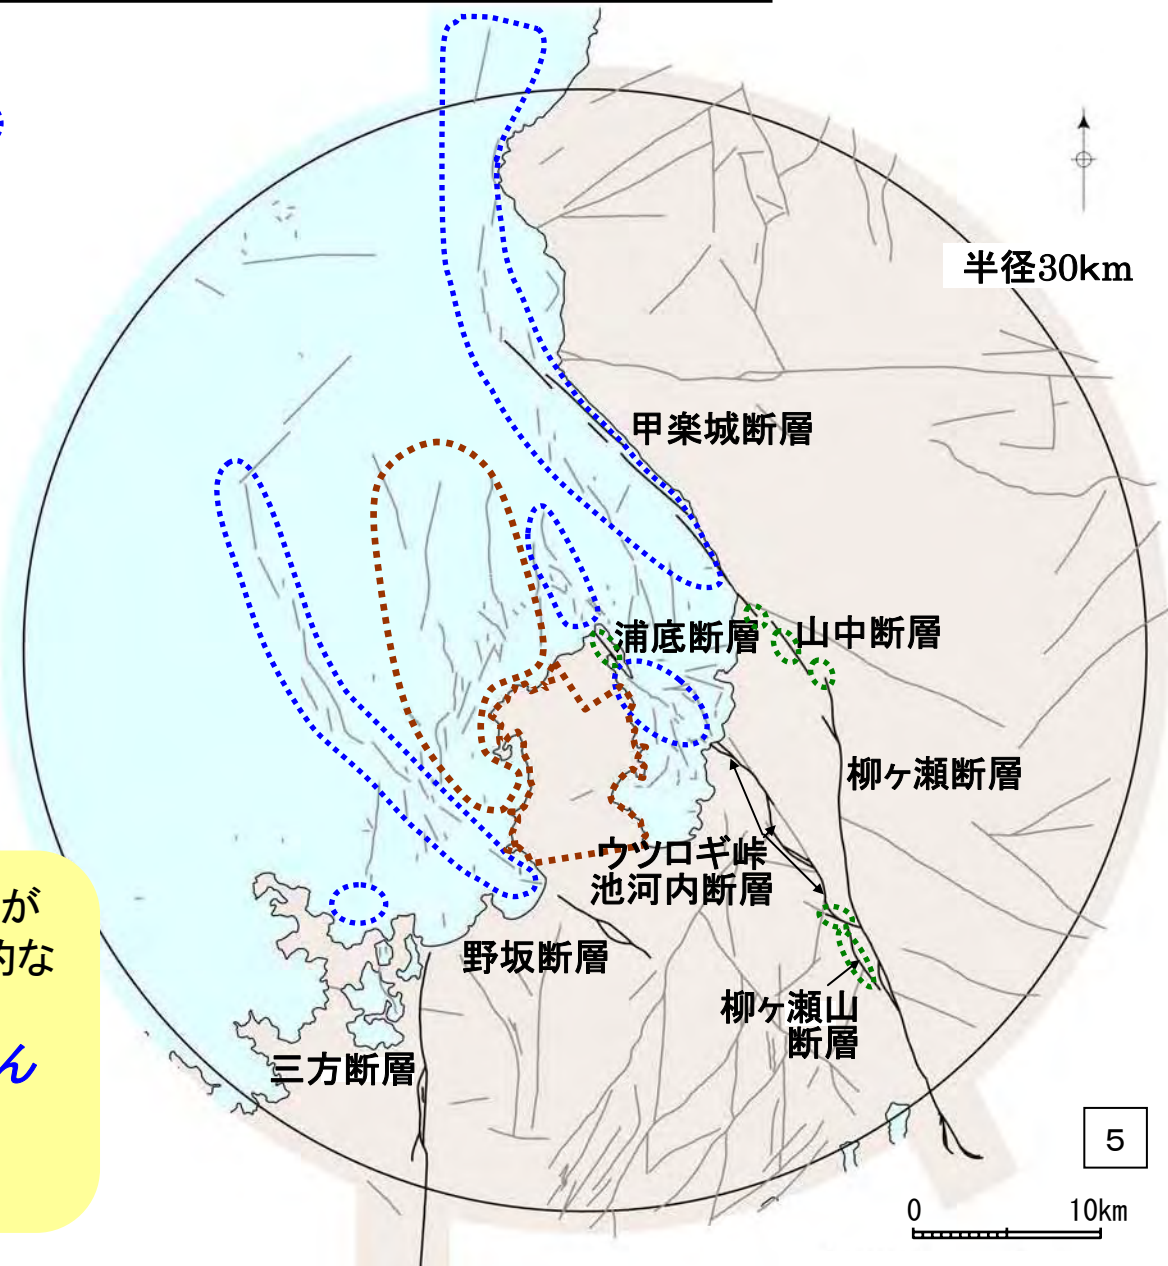 半径30km
甲楽城断層
浦底断層
山中断層
柳ヶ瀬断層
ウツロギ峠
池河内断層
野坂断層
柳ヶ瀬山
断層
三方断層
が
的な
ん
5
0 10km